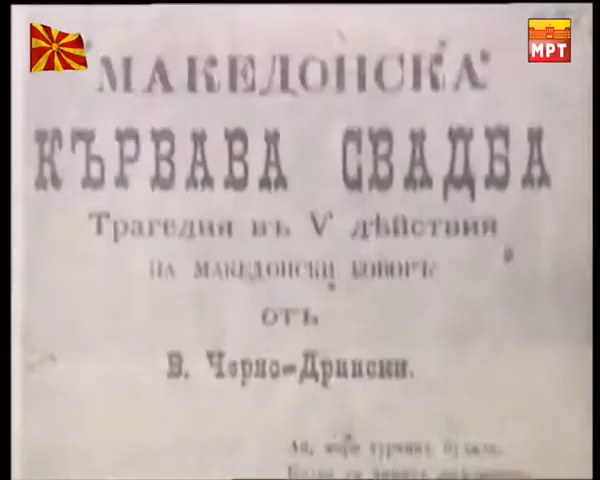 МРТ
МАКЕДОНСКА
КЪРВАВА СВАДБА
Трагедия въ V дѣйствия
НА МАКЕДОНСКИ ГОВОРЪ
ОТЪ
В. Черно-Дрински.